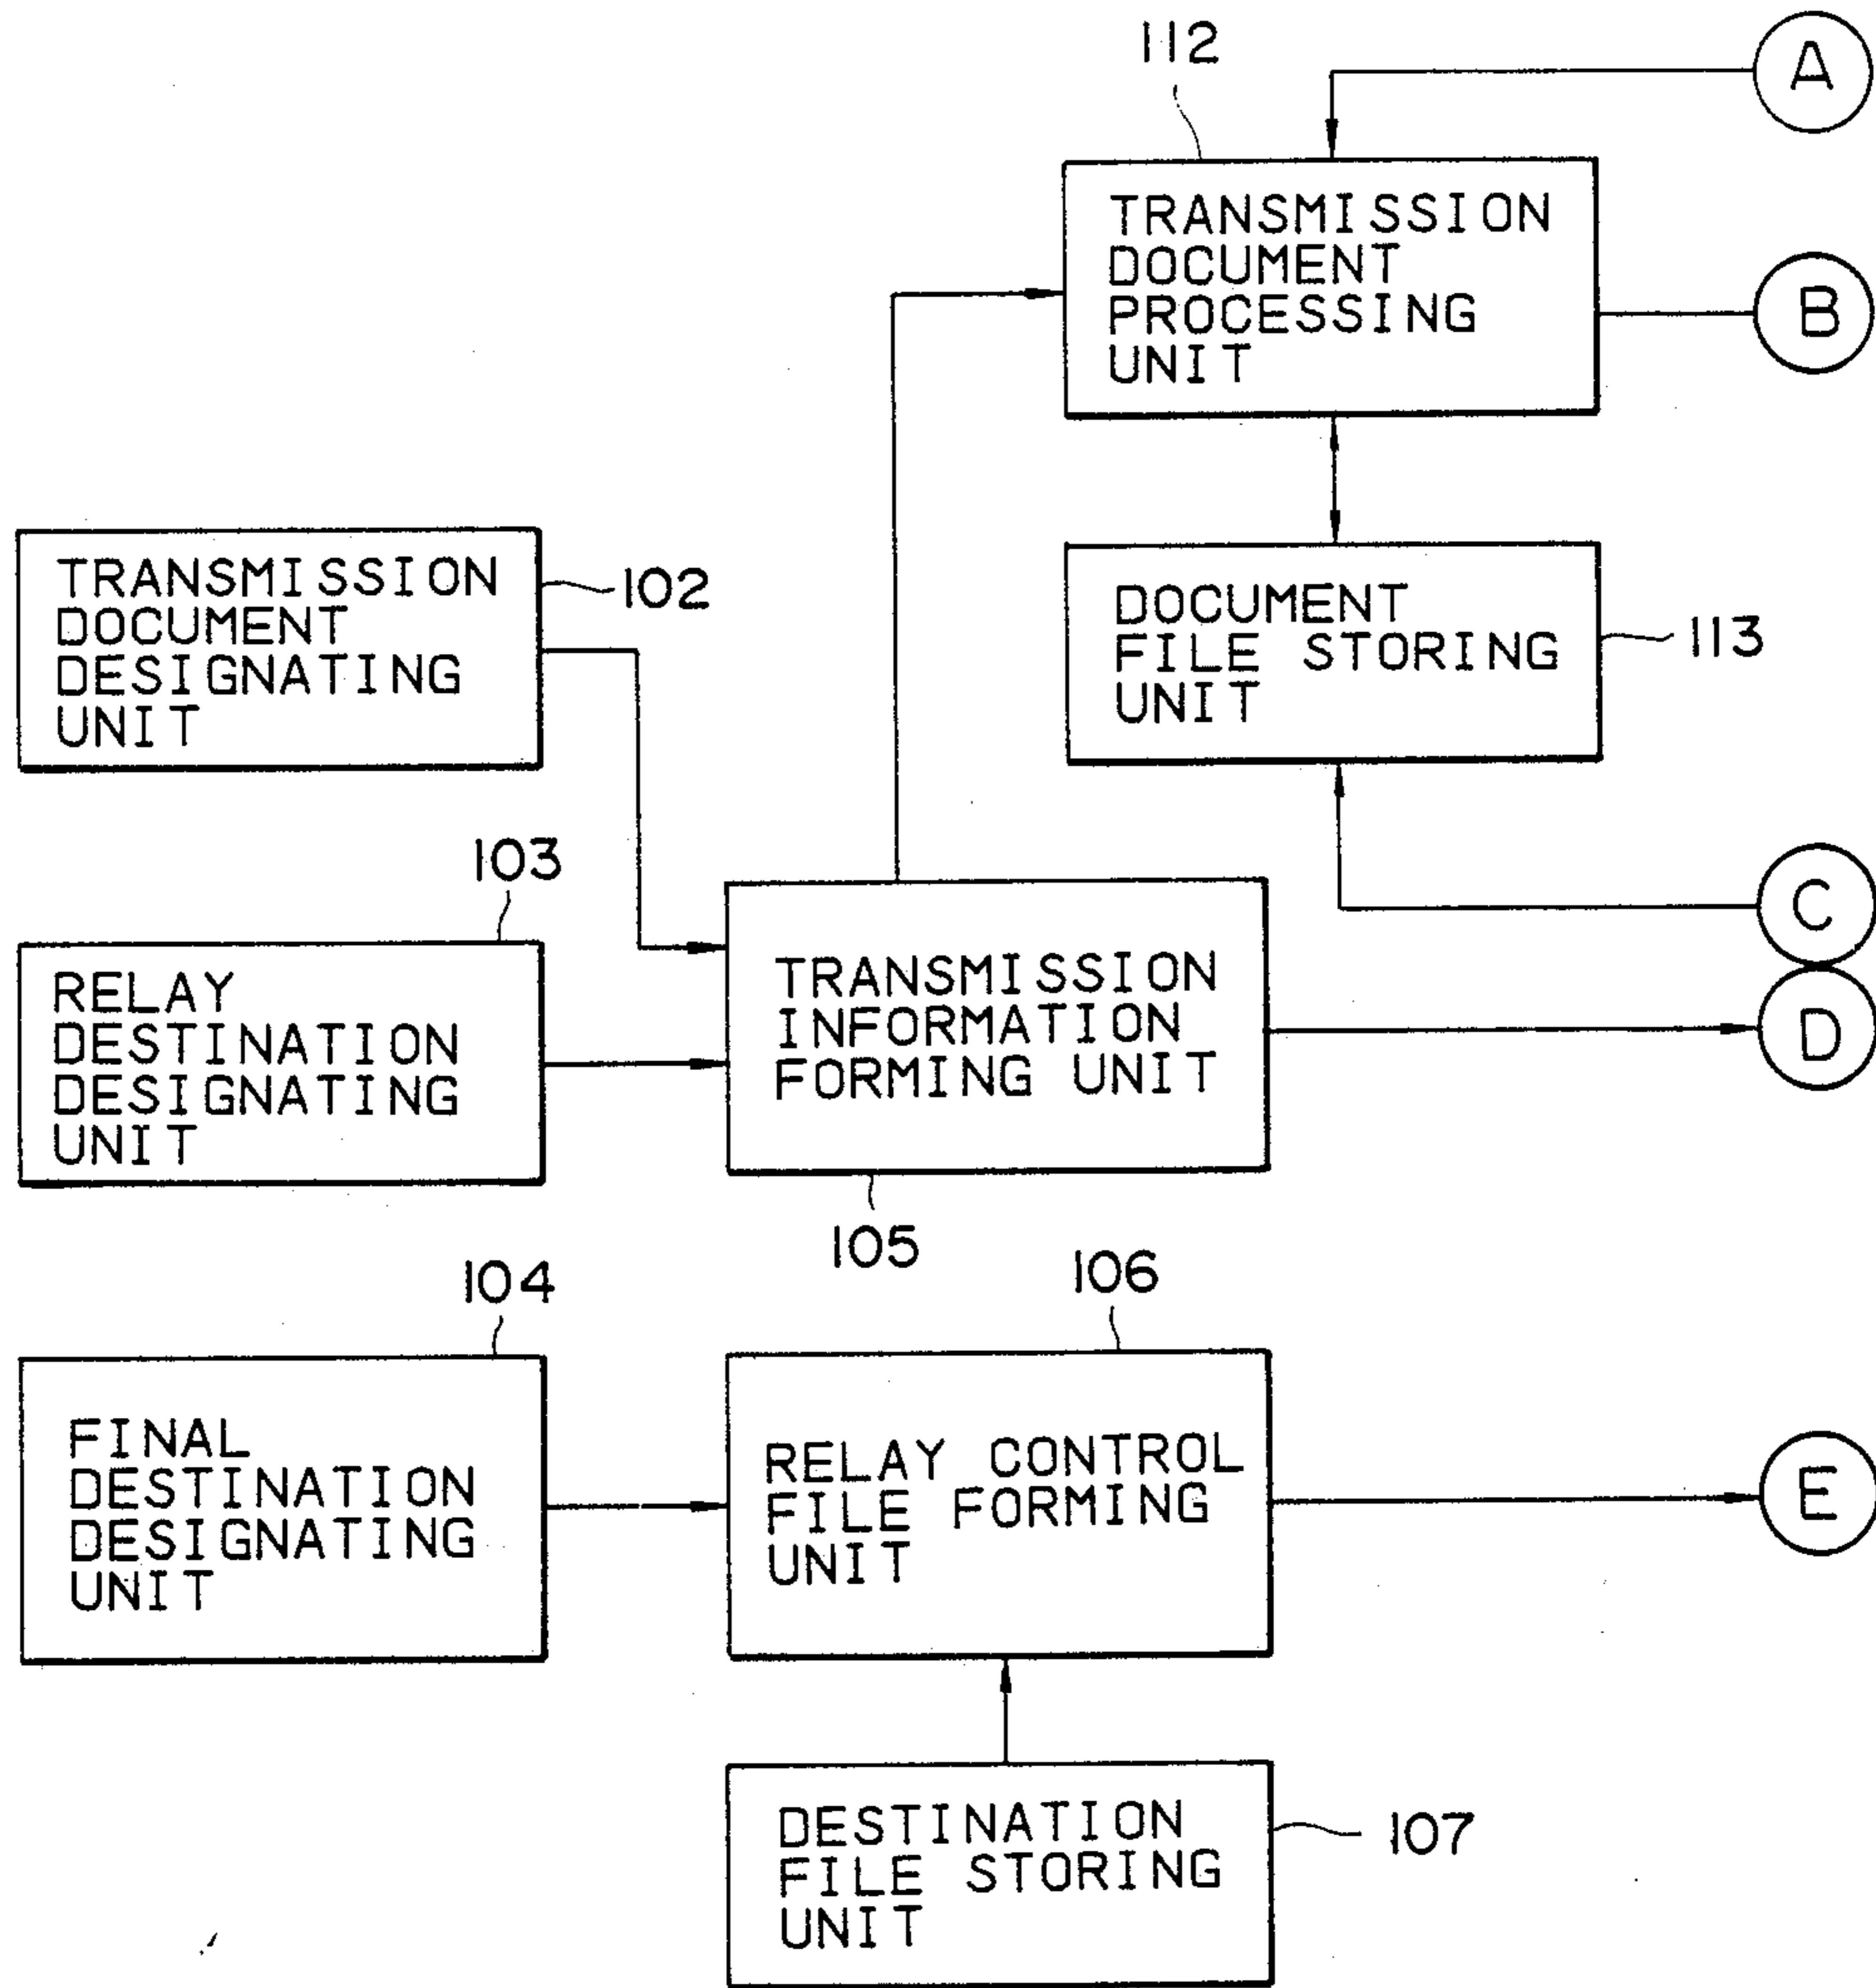 112
A
TRANSMISSION
DOCUMENT
PROCESSING
UNIT
B
TRANSMISSION
DOCUMENT
DESIGNATING
UNIT
102
DOCUMENT
FILE STORING
UNIT
113
103
C
RELAY
DESTINATION
DESIGNATING
UNIT
TRANSMISSION
INFORMATION
FORMING UNIT
D
105
104
106
FINAL
DESTINATION
DESIGNATING
UNIT
RELAY CONTROL
FILE FORMING
UNIT
E
DESTINATION
FILE STORING
UNIT
107